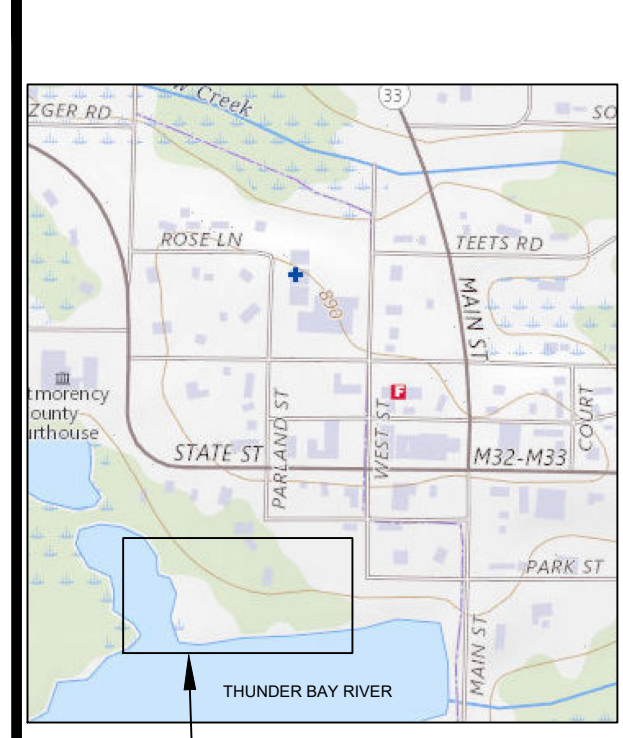 w Creek
33
ZGER RD
SO
ROSE LN
TEETS RD
890
MAIN ST
F
tmorency
ounty
urthouse
PARLAND ST
WEST ST
COURT
STATE ST
M32-M33
PARK ST
MAIN ST
THUNDER BAY RIVER